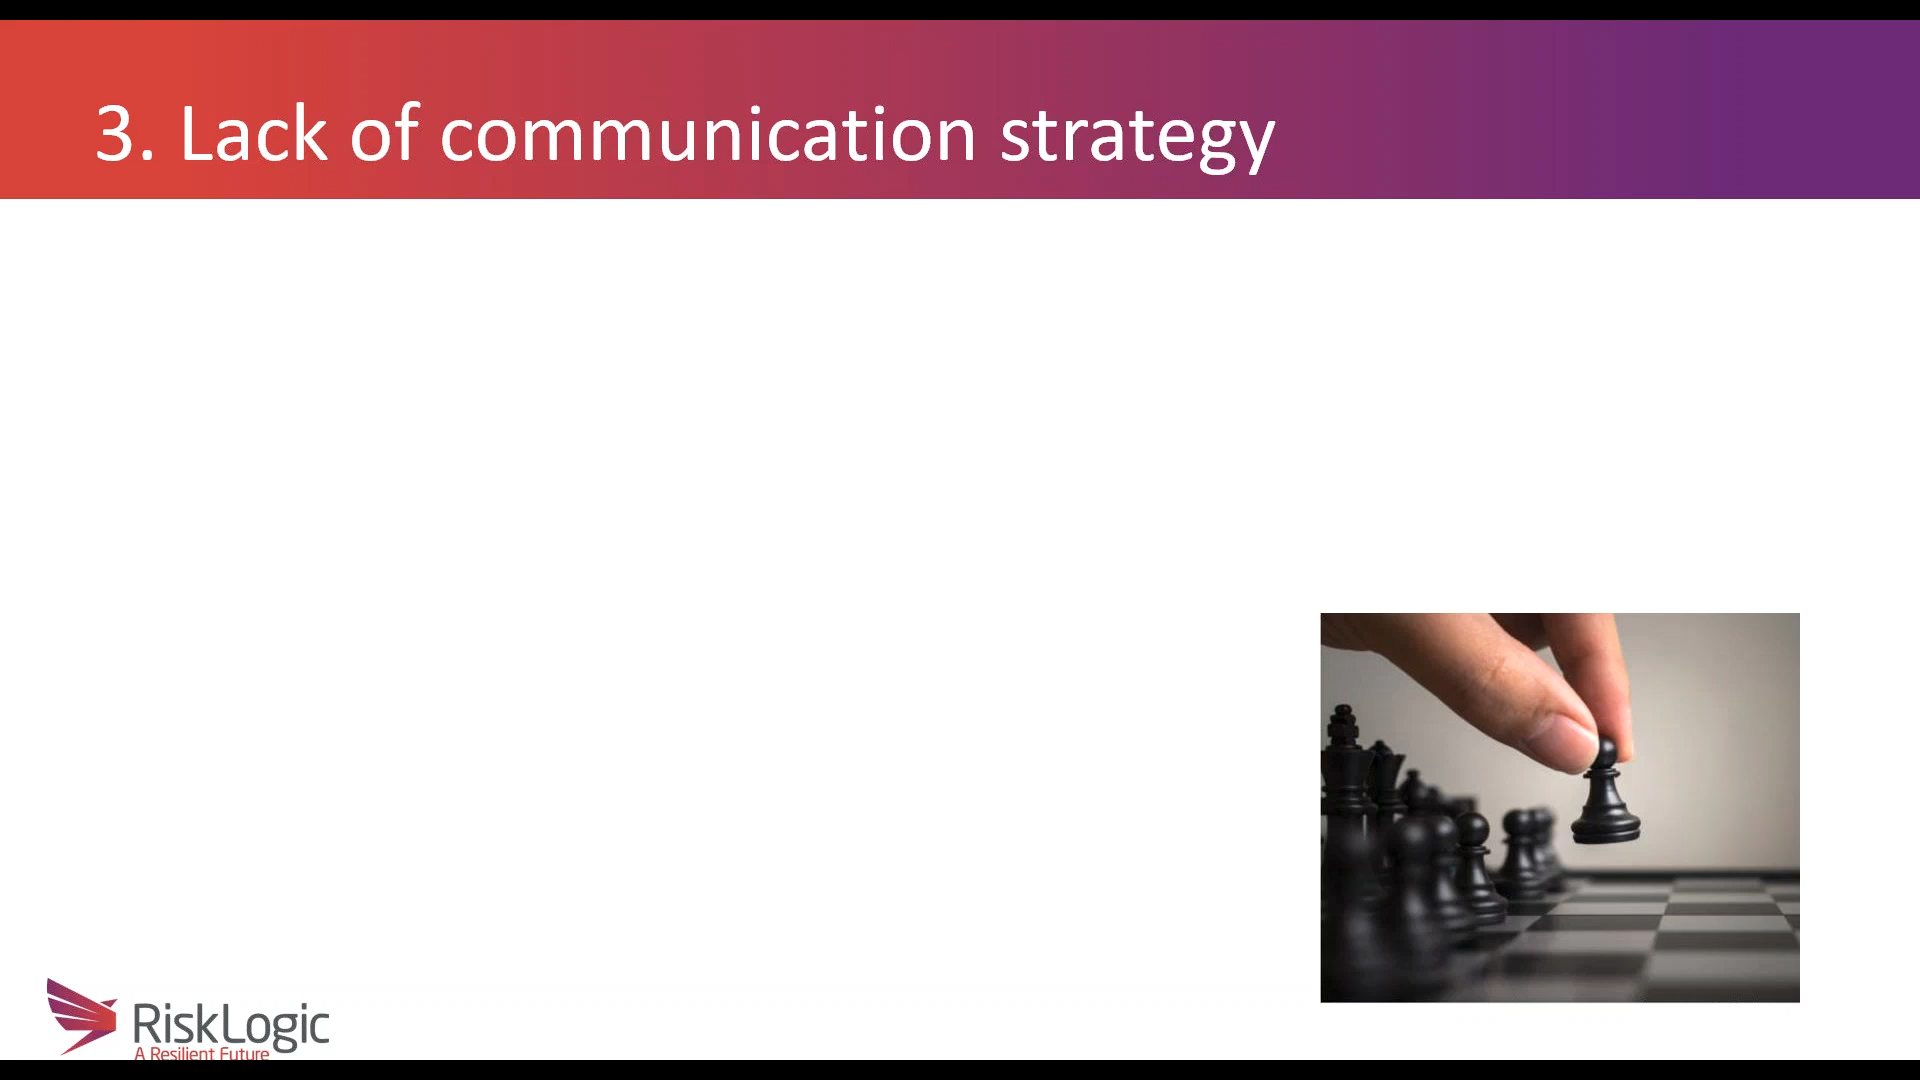 3. Lack of communication strategy
RiskLogic
A Resilient Future